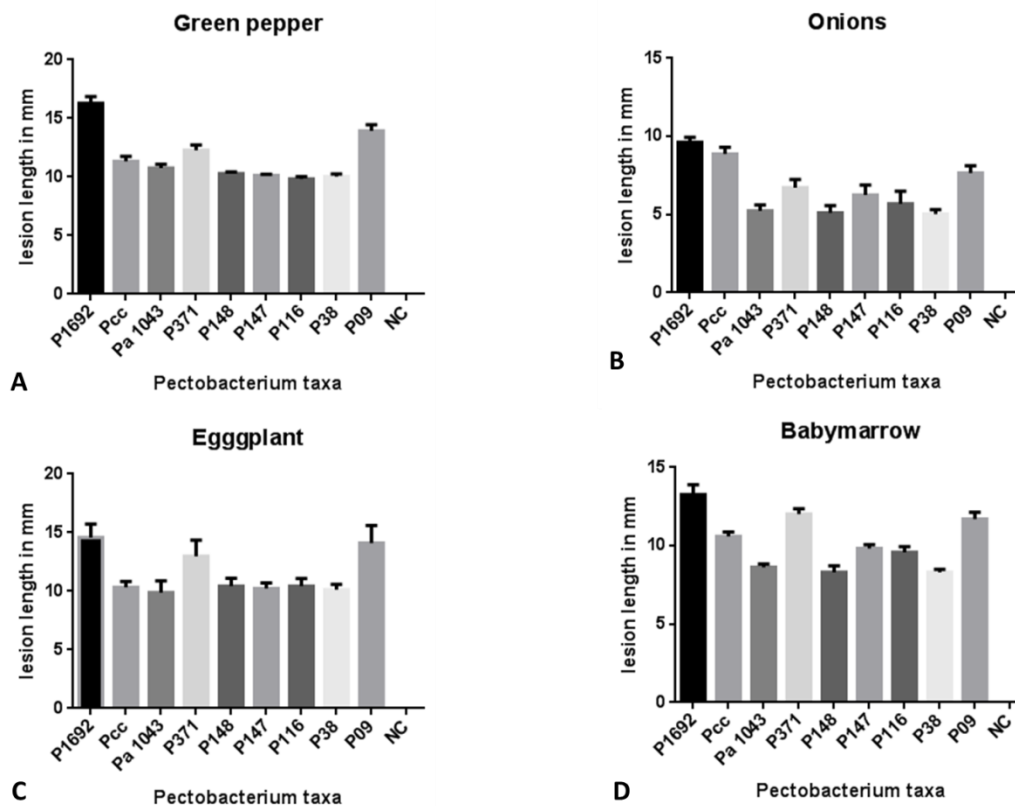 Green pepper
lesion length in mm
20
15
10
5
0
P1692
Pcc
Pa 1043
P371
P148
P147
P116
P38
P09
NC
Pectobacterium taxa
A
Onions
lesion length in mm
15
10
5
0
P1692
Pcc
Pa 1043
P371
P148
P147
P116
P38
P09
NC
Pectobacterium taxa
B
Egggplant
lesion length in mm
20
15
10
5
0
P1692
Pcc
Pa 1043
P371
P148
P147
P116
P38
P09
NC
Pectobacterium taxa
C
Babymarrow
lesion length in mm
15
10
5
0
P1692
Pcc
Pa 1043
P371
P148
P147
P116
P38
P09
NC
Pectobacterium taxa
D